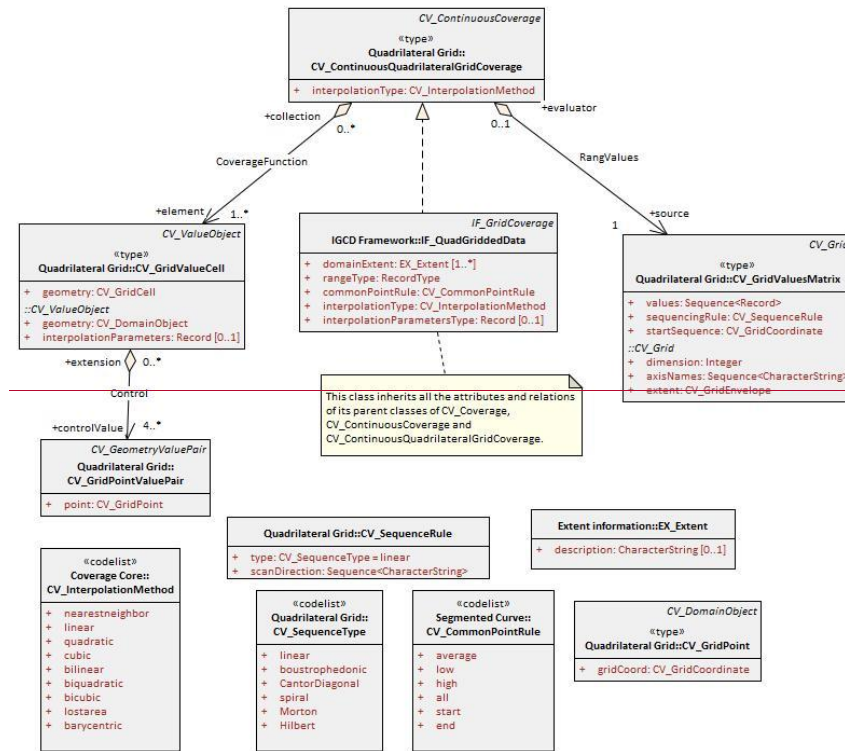 CV_ContinuousCoverage
«type»
Quadrilateral Grid::
CV_ContinuousQuadrilateralGridCoverage
+ interpolationType: CV_InterpolationMethod
+collection
0..*
+evaluator
0..1
CoverageFunction
RangValues
+element
1..*
+source
1
CV_ValueObject
«type»
Quadrilateral Grid::CV_GridValueCell
+ geometry: CV_GridCell
::CV_ValueObject
+ geometry: CV_DomainObject
+ interpolationParameters: Record [0..1]
IF_GridCoverage
IGCD Framework::IF_QuadGriddedData
+ domainExtent: EX_Extent [1..*]
+ rangeType: RecordType
+ commonPointRule: CV_CommonPointRule
+ interpolationType: CV_InterpolationMethod
+ interpolationParametersType: Record [0..1]
CV_Grid
«type»
Quadrilateral Grid::CV_GridValuesMatrix
+ values: Sequence<Record>
+ sequencingRule: CV_SequenceRule
+ startSequence: CV_GridCoordinate
::CV_Grid
+ dimension: Integer
+ axisNames: Sequence<CharacterString>
+ extent: CV_GridEnvelope
+extension
0..*
Control
+controlValue
4..*
This class inherits all the attributes and relations
of its parent classes of CV_Coverage,
CV_ContinuousCoverage and
CV_ContinuousQuadrilateralGridCoverage.
CV_GeometryValuePair
Quadrilateral Grid::
CV_GridPointValuePair
+ point: CV_GridPoint
Quadrilateral Grid::CV_SequenceRule
+ type: CV_SequenceType = linear
+ scanDirection: Sequence<CharacterString>
Extent information::EX_Extent
+ description: CharacterString [0..1]
«codelist»
Coverage Core::
CV_InterpolationMethod
+ nearestneighbor
+ linear
+ quadratic
+ cubic
+ bilinear
+ biquadratic
+ bicubic
+ lostarea
+ barycentric
«codelist»
Quadrilateral Grid::
CV_SequenceType
+ linear
+ boustrophedonic
+ CantorDiagonal
+ spiral
+ Morton
+ Hilbert
«codelist»
Segmented Curve::
CV_CommonPointRule
+ average
+ low
+ high
+ all
+ start
+ end
CV_DomainObject
«type»
Quadrilateral Grid::CV_GridPoint
+ gridCoord: CV_GridCoordinate